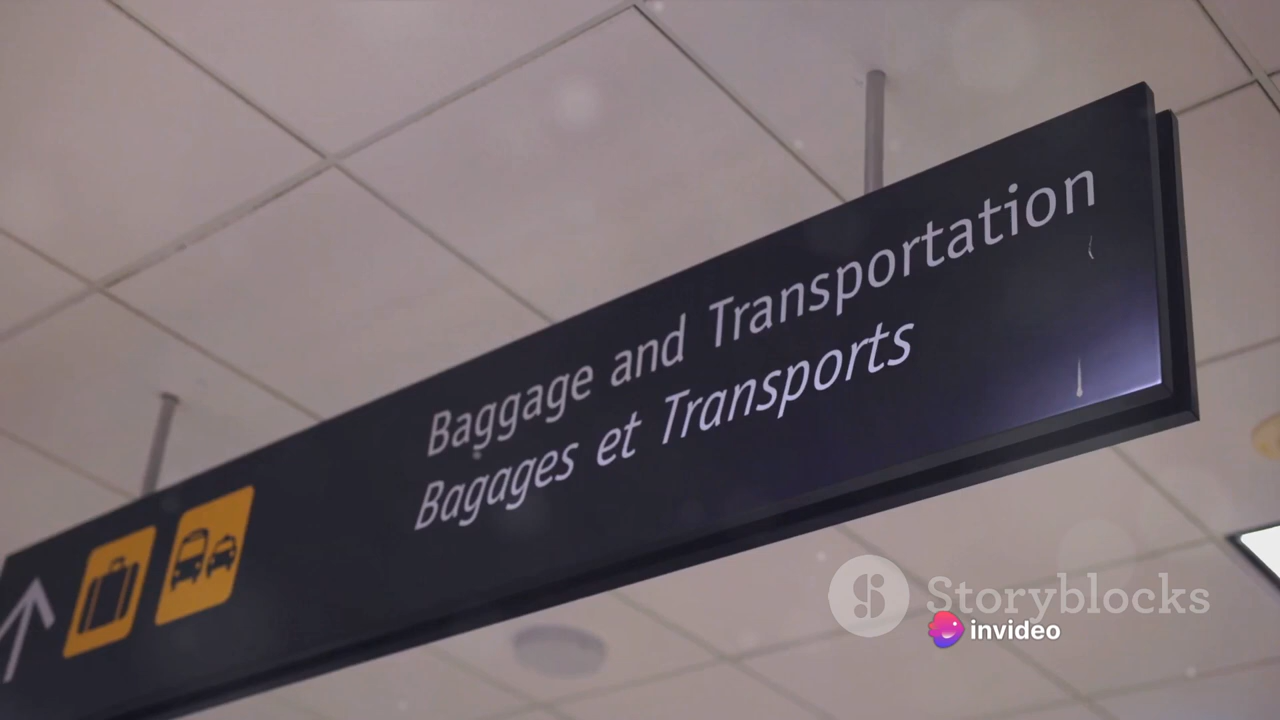 Baggage and Transportation
Bagages et Transports
Storyblocks
invideo